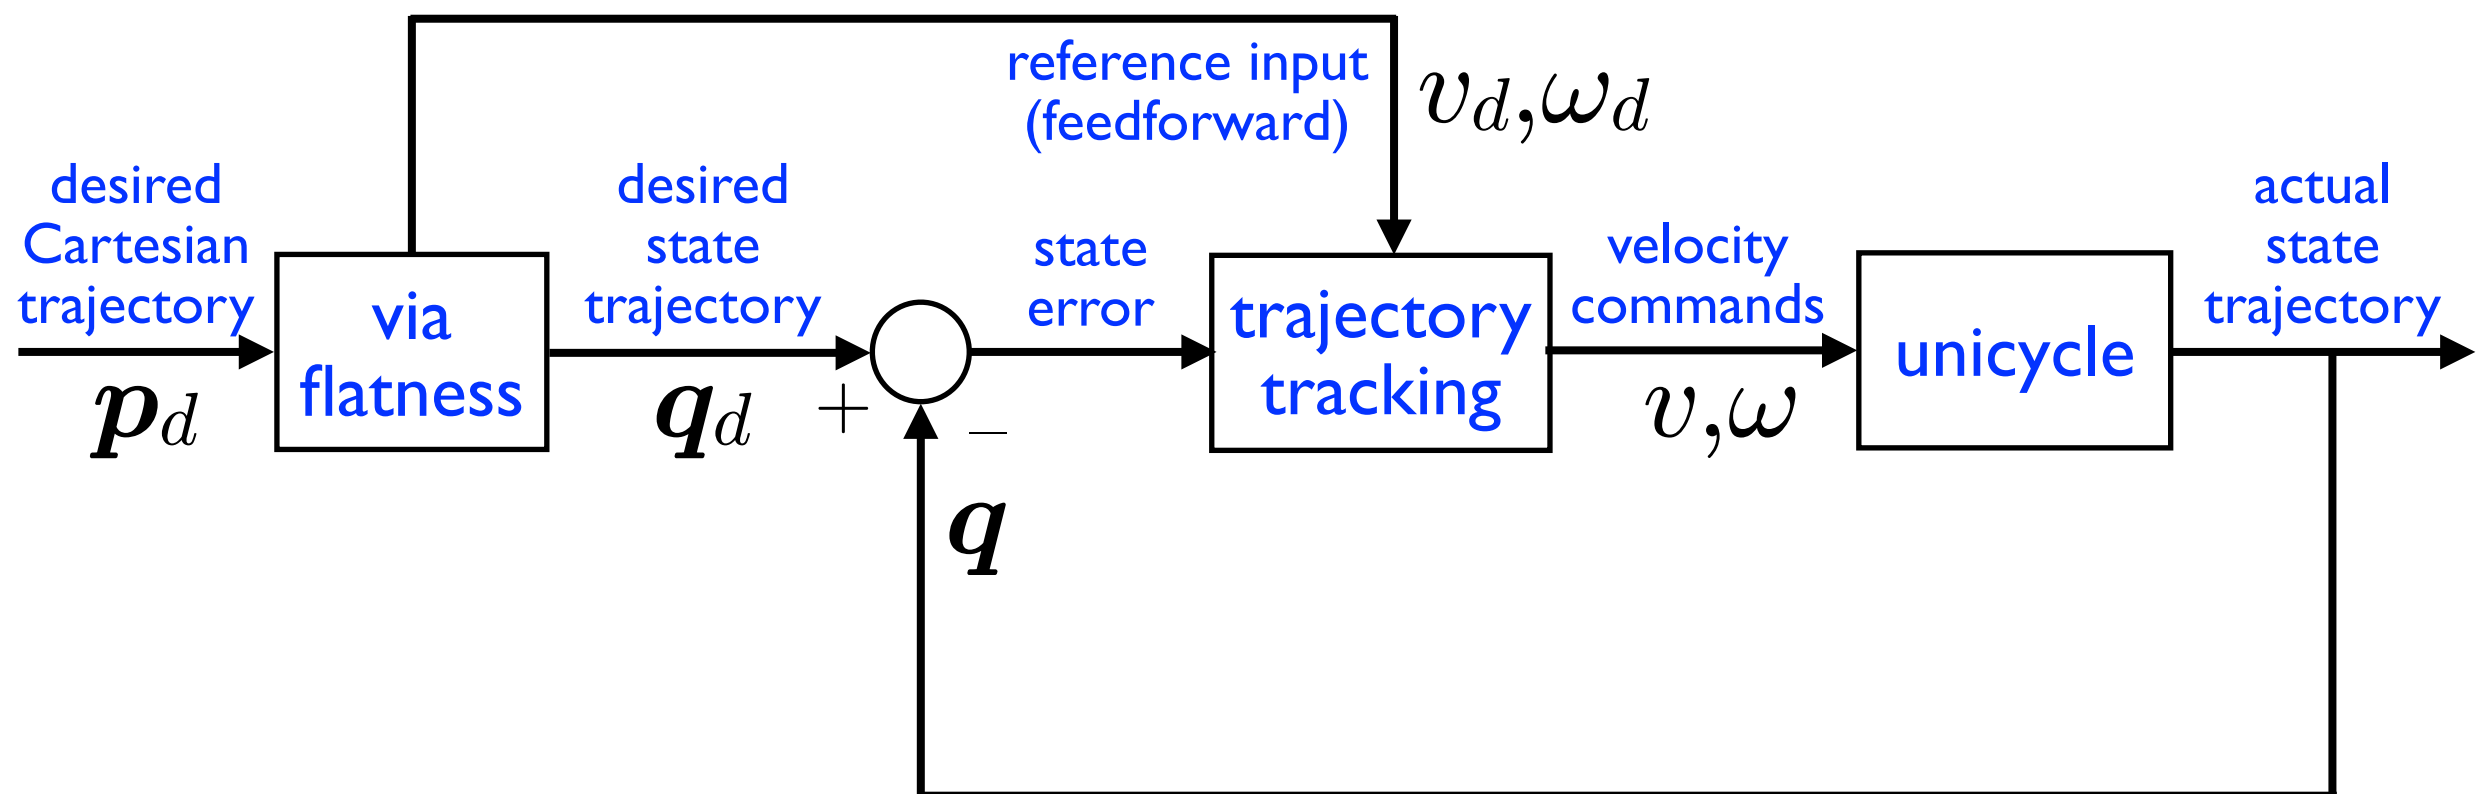 reference input
(feedforward)
v_d,ω_d
desired
Cartesian
trajectory
p_d
via
flatness
desired
state
trajectory
q_d
+
−
q
state
error
trajectory
tracking
velocity
commands
v,ω
unicycle
actual
state
trajectory